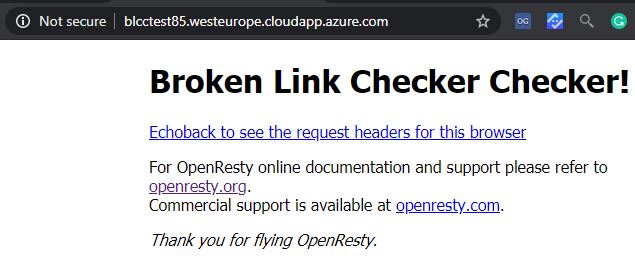 Not secure | blcctest85.westeurope.cloudapp.azure.com
OG
G
Broken Link Checker Checker!
Echoback to see the request headers for this browser
For OpenResty online documentation and support please refer to
openresty.org.
Commercial support is available at openresty.com.
Thank you for flying OpenResty.